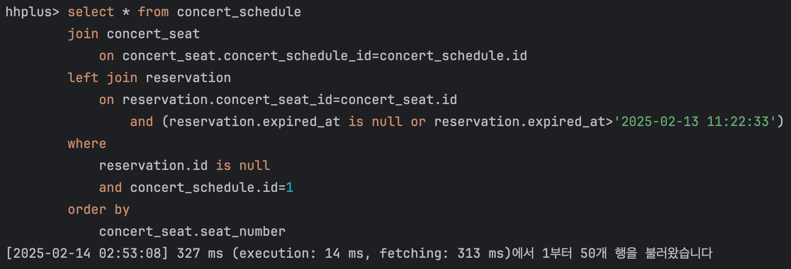 hhplus> select * from concert_schedule
join concert_seat
on concert_seat.concert_schedule_id=concert_schedule.id
left join reservation
on reservation.concert_seat_id=concert_seat.id
and (reservation.expired_at is null or reservation.expired_at>'2025-02-13 11:22:33')
where
reservation.id is null
and concert_schedule.id=1
order by
concert_seat.seat_number
[2025-02-14 02:53:08] 327 ms (execution: 14 ms, fetching: 313 ms)에서 1부터 50개 행을 불러왔습니다